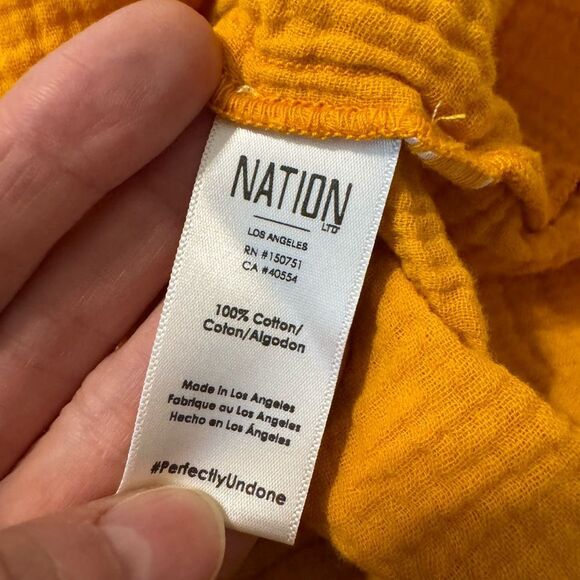 NATION
LTD
LOS ANGELES
RN #150751
CA #40554
100% Cotton/
Coton/Algodon
Made in Los Angeles
Fabrique au Los Angeles
Hecho en Los Ángeles
#PerfectlyUndone